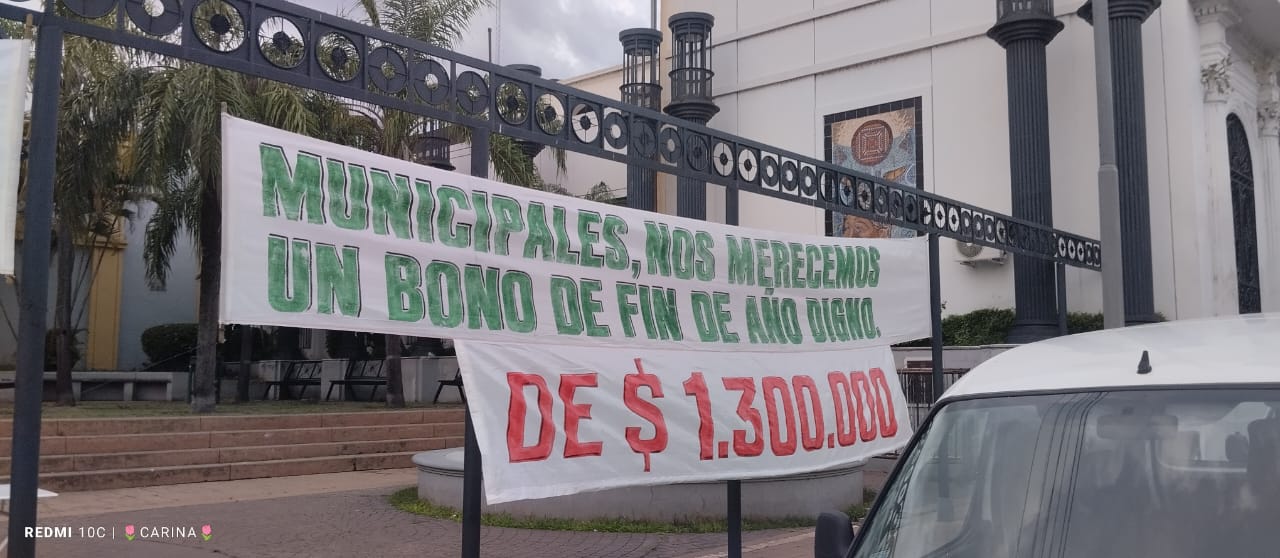 MUNICIPALES, NOS MERECEMOS
UN BONO DE FIN DE AÑO DIGNO.
DE $ 1.300.000
REDMI 10C | 🌷CARINA🌷